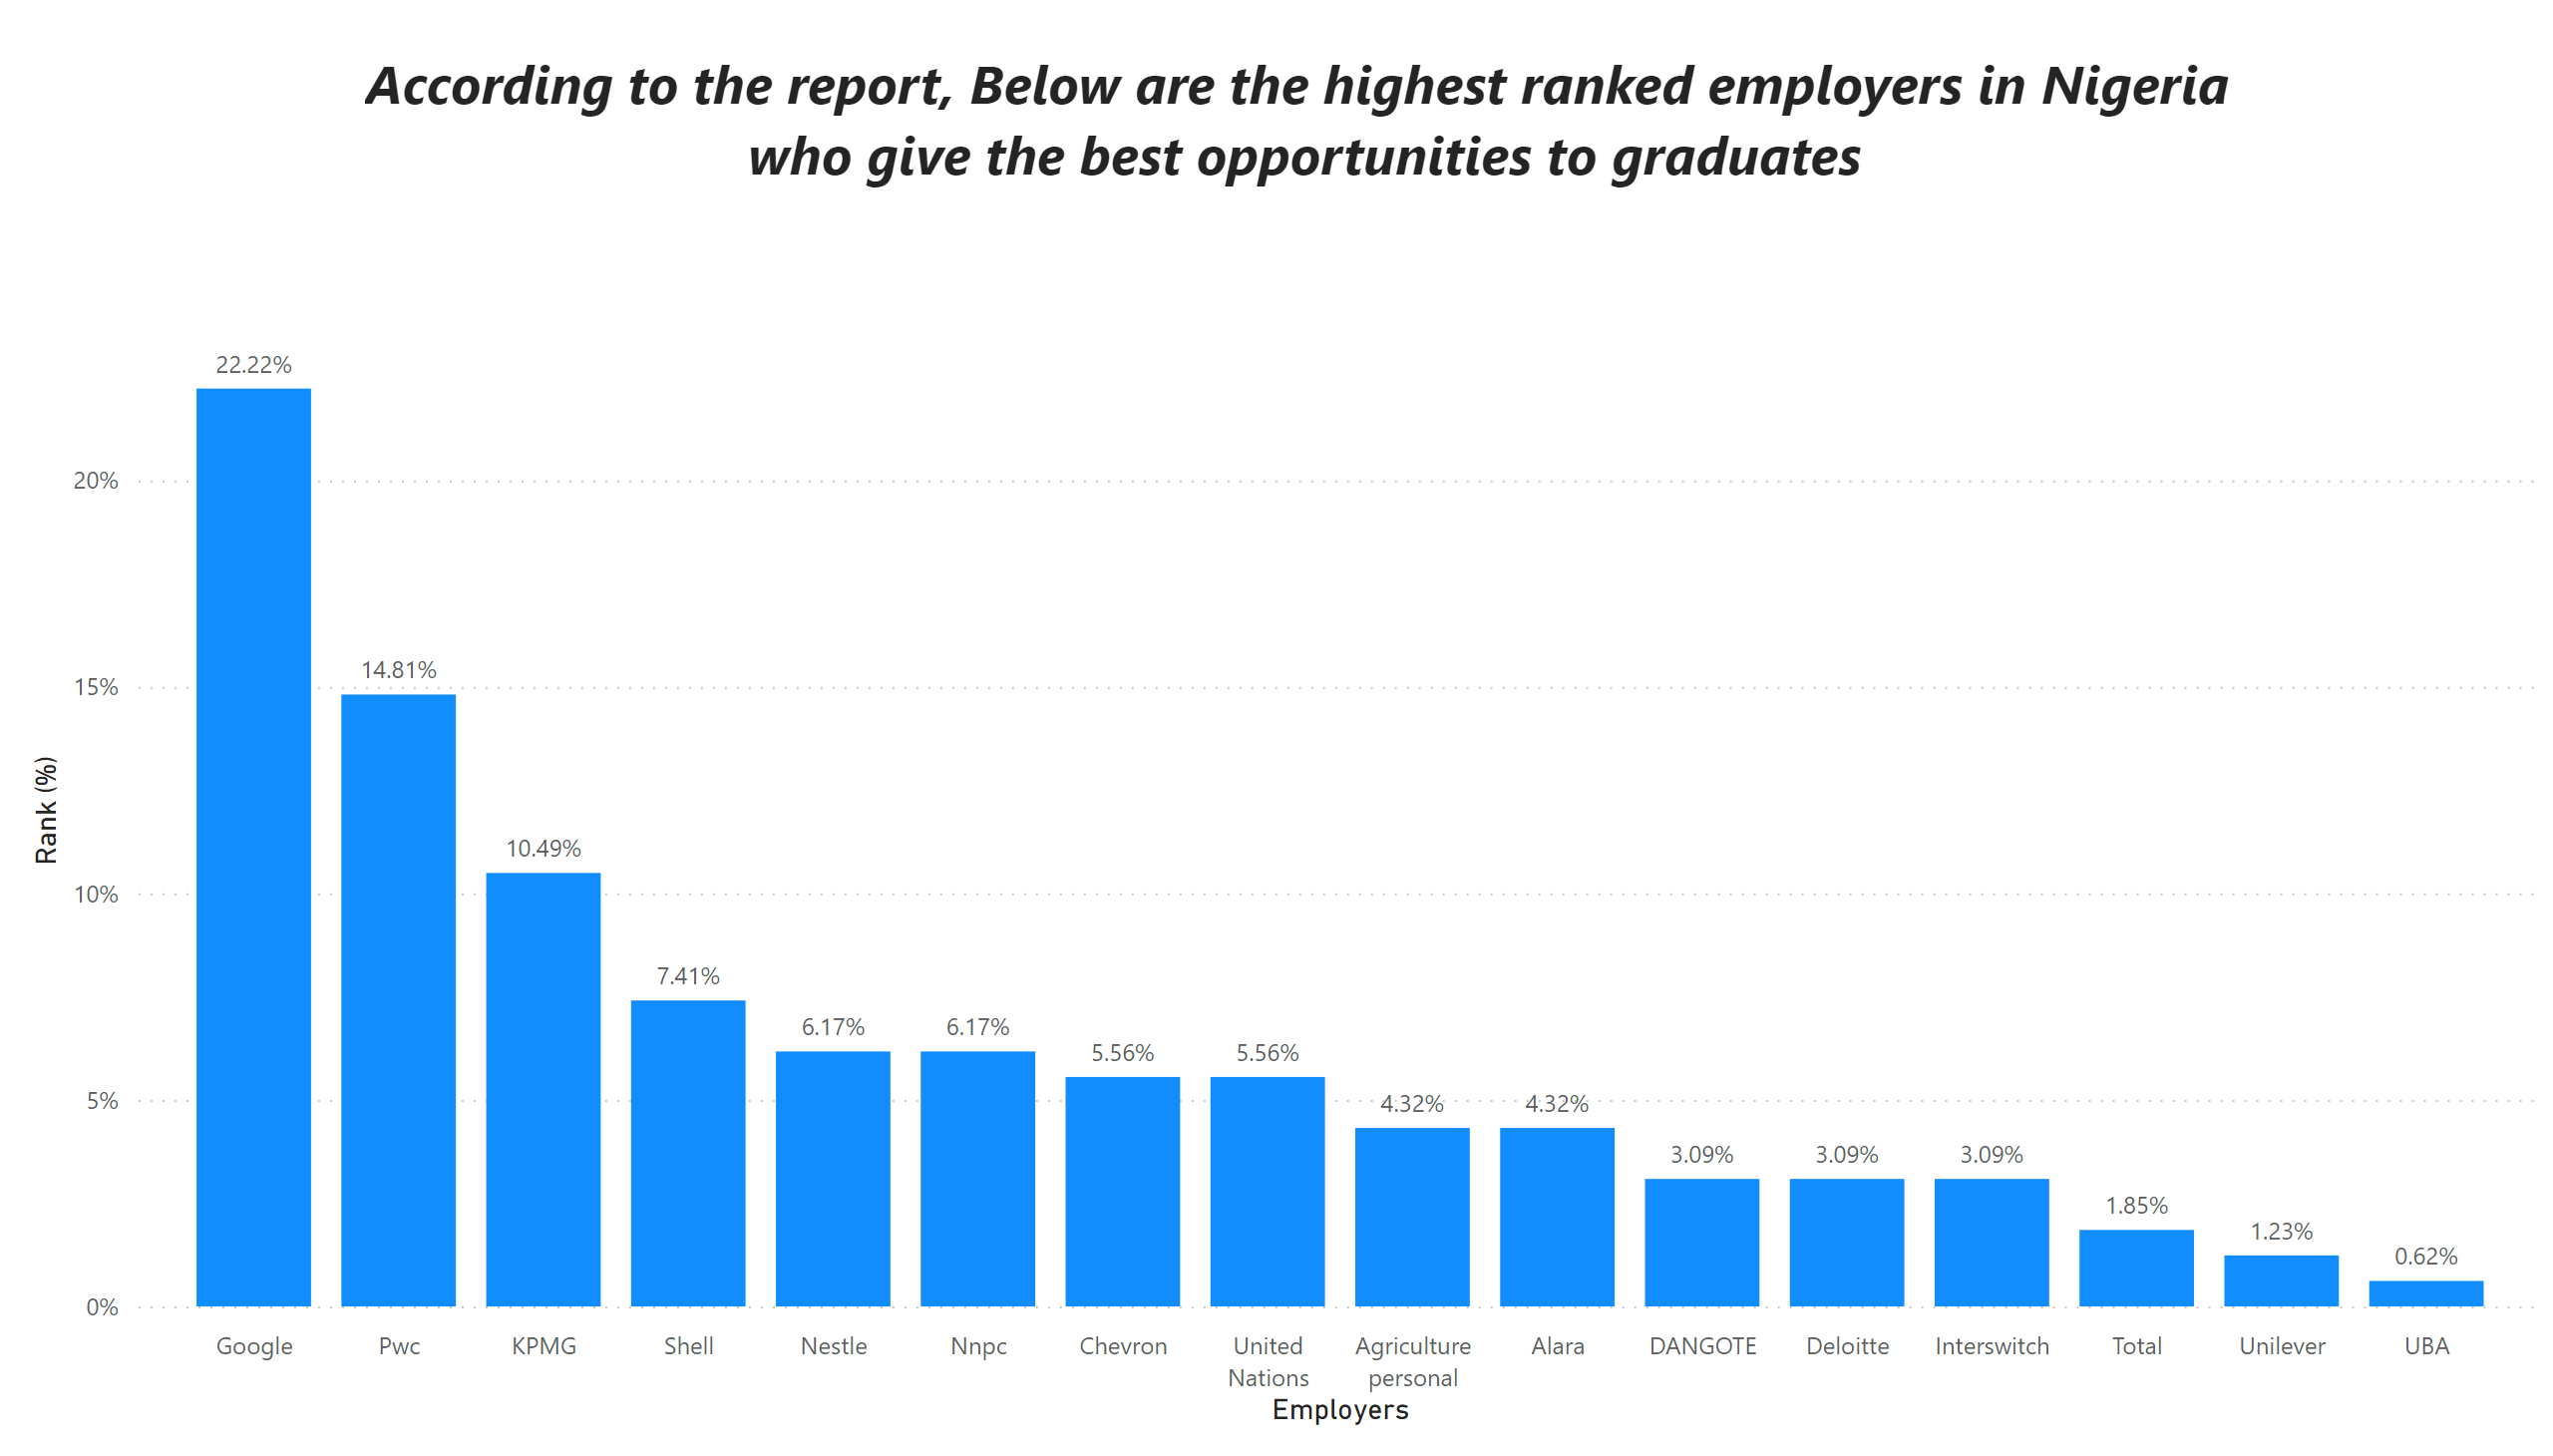 According to the report, Below are the highest ranked employers in Nigeria
who give the best opportunities to graduates
Rank (%)
20%
15%
10%
5%
0%
22.22%
14.81%
10.49%
7.41%
6.17%
6.17%
5.56%
5.56%
4.32%
4.32%
3.09%
3.09%
3.09%
1.85%
1.23%
0.62%
Google
Pwc
KPMG
Shell
Nestle
Nnpc
Chevron
United
Nations
Agriculture
personal
Alara
DANGOTE
Deloitte
Interswitch
Total
Unilever
UBA
Employers